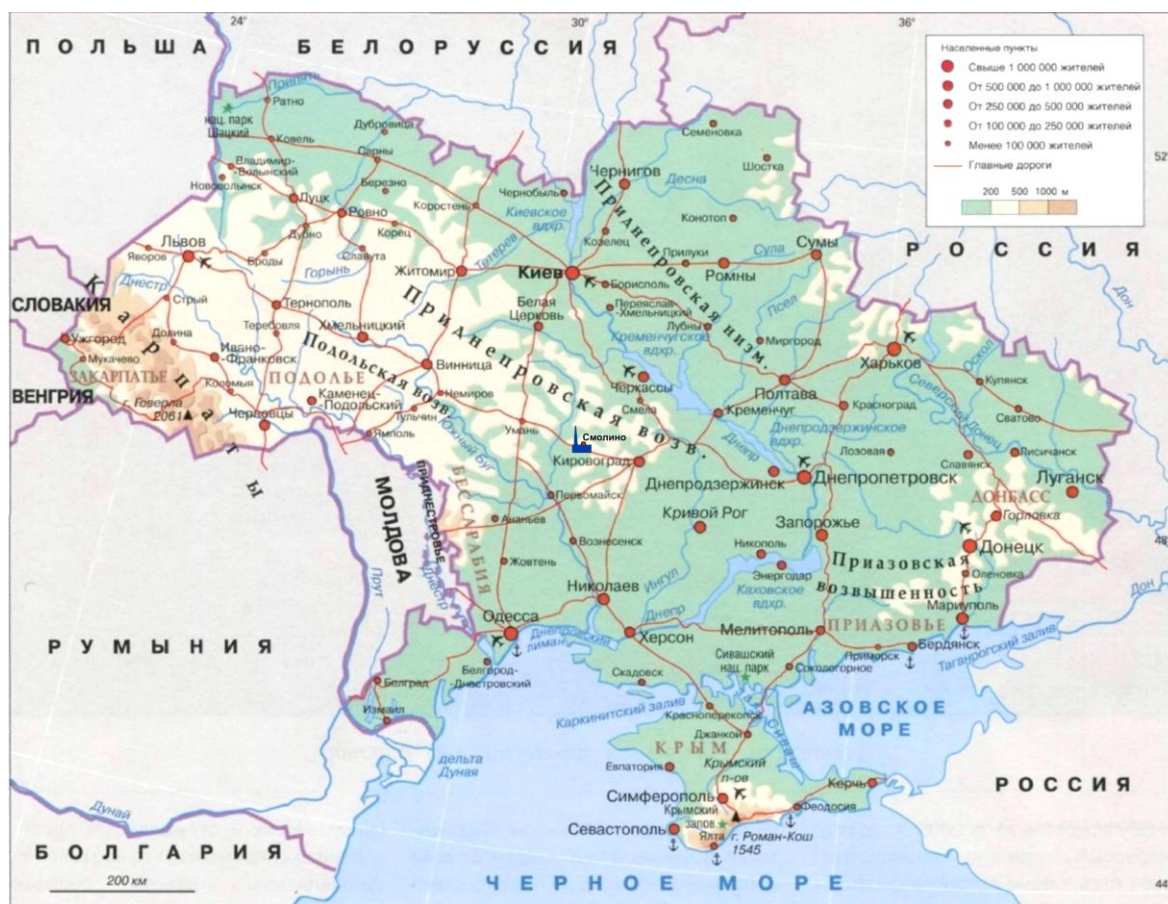 24°
30°
36°
ПОЛЬША
БЕЛОРУССИЯ
Населенные пункты
Свыше 1 000 000 жителей
От 500 000 до 1 000 000 жителей
От 250 000 до 500 000 жителей
От 100 000 до 250 000 жителей
Менее 100 000 жителей
Главные дороги
200 500 1000 м
52°
Припять
Ратно
нац. парк
Шацкий
Ковель
Дубровица
Сарны
Владимир-
-Волынский
Нововолынск
Березно
Луцк
Ровно
Коростень
Чернобыль
Киевское
вдхр.
Семеновка
Шостка
Чернигов
Десна
Конотоп
Козелец
Приднепровская низм.
Прилуки
Сула
Сумы
Ромны
РОССИЯ
Дурно
Корец
Львов
Яворов
Броды
Славута
Горынь
Житомир
Тетерев
Киев
Борисполь
Переяслав
-Хмельницкий
Псел
Дон
Карпаты
Днестр
СЛОВАКИЯ
Стрый
Тернополь
Теребовля
Хмельницкий
Белая
Церковь
Лубны
Миргород
Кременчугское
вдхр.
Ужгород
Мукачево
Долина
Ивано-
-Франковск
ЗАКАРПАТЬЕ
ПОДОЛЬЕ
Подольская возв.
Приднепровская возв.
Винница
Немиров
Черкассы
Смела
Харьков
Оскол
Купянск
Полтава
Северский Донец
Сватово
ВЕНГРИЯ
г. Говерла
2061
Коломыя
Черновцы
Каменец-
-Подольский
Тульчин
Ямполь
Умань
Южный Буг
Смолино
Кировоград
Кременчуг
Красноград
Днепродзержинское
вдхр.
Днепр
Лозовая
Славянск
Лисичанск
Луганск
ДОНБАСС
Горловка
Днепродзержинск
Днепропетровск
Первомайск
БЕССАРАБИЯ
ПРИДНЕСТРОВЬЕ
МОЛДОВА
Ананьев
Вознесенск
Кривой Рог
Запорожье
Никополь
Энергодар
Каховское
вдхр.
Приазовская
возвышенность
Донецк
Оленовка
48°
Дон
Жовтень
Прут
Днестр
Николаев
Ингул
Днепр
Мариуполь
ПРИАЗОВЬЕ
РУМЫНИЯ
Одесса
Днепровский
лиман
Херсон
Мелитополь
Приморск
Бердянск
Таганрогский залив
Белгород-
-Днестровский
Скадовск
Сивашский
нац. парк
Сокологорное
Белград
Измаил
Каркинитский залив
Красноперекопск
Сиваш
АЗОВСКОЕ
МОРЕ
Джанкой
КРЫМ
дельта
Дуная
Евпатория
Крымский
п-ов
Керчь
РОССИЯ
Дунай
Симферополь
Феодосия
Крымский
запов.
Севастополь
Ялта
г. Роман-Кош
1545
БОЛГАРИЯ
200 км
ЧЕРНОЕ МОРЕ
44°